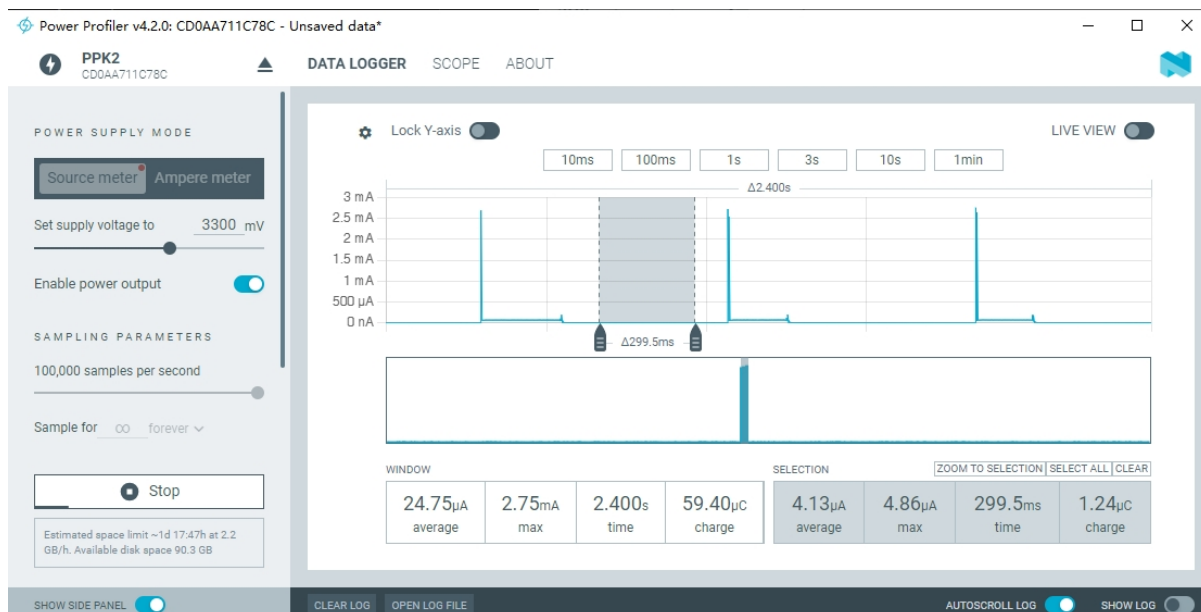 Power Profiler v4.2.0: CD0AA711C78C - Unsaved data*
PPK2
CD0AA711C78C
DATA LOGGER SCOPE ABOUT
POWER SUPPLY MODE
Source meter Ampere meter
Set supply voltage to 3300 mV
Enable power output
SAMPLING PARAMETERS
100,000 samples per second
Sample for ∞ forever
Stop
Estimated space limit ~1d 17:47h at 2.2
GB/h. Available disk space 90.3 GB
SHOW SIDE PANEL
Lock Y-axis LIVE VIEW
10ms 100ms 1s 3s 10s 1min
Δ2.400s
3 mA
2.5 mA
2 mA
1.5 mA
1 mA
500 µA
0 nA
Δ299.5ms
WINDOW
24.75µA 2.75mA 2.400s 59.40µC
average max time charge
SELECTION ZOOM TO SELECTION SELECT ALL CLEAR
4.13µA 4.86µA 299.5ms 1.24µC
average max time charge
CLEAR LOG OPEN LOG FILE AUTOSCROLL LOG SHOW LOG